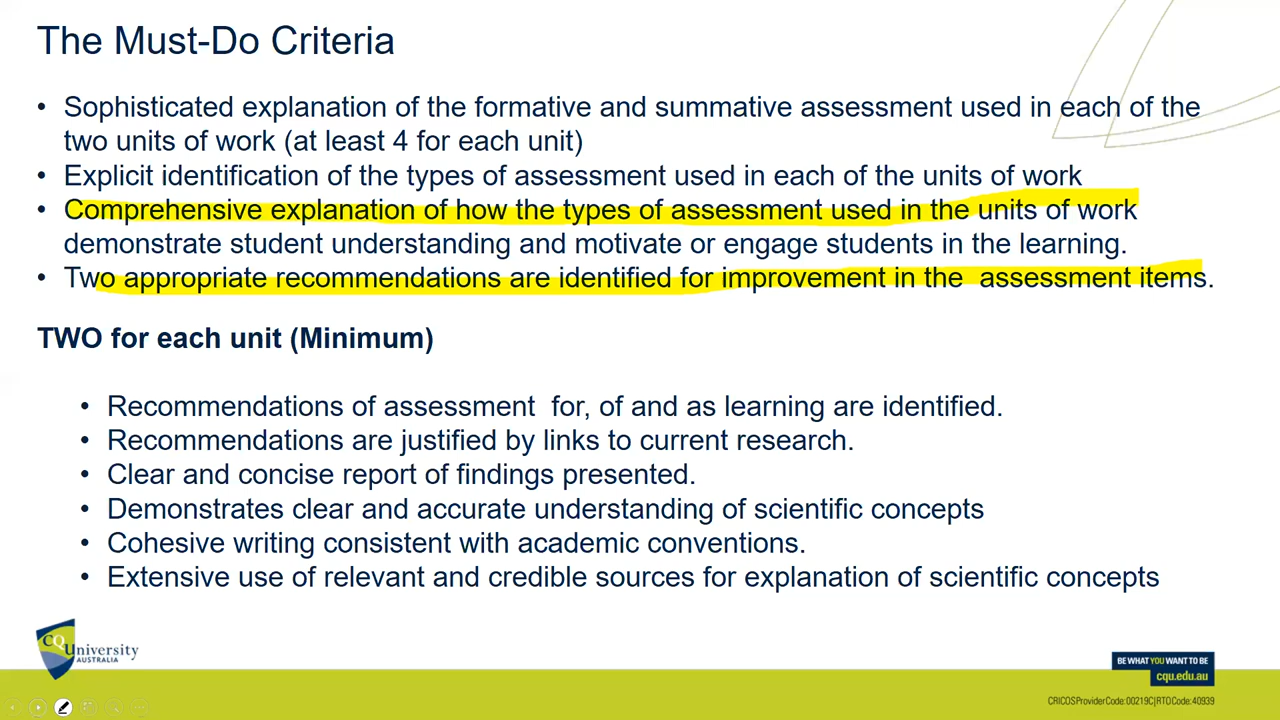 The Must-Do Criteria
• Sophisticated explanation of the formative and summative assessment used in each of the
two units of work (at least 4 for each unit)
• Explicit identification of the types of assessment used in each of the units of work
• Comprehensive explanation of how the types of assessment used in the units of work
demonstrate student understanding and motivate or engage students in the learning.
• Two appropriate recommendations are identified for improvement in the assessment items.
TWO for each unit (Minimum)
• Recommendations of assessment for, of and as learning are identified.
• Recommendations are justified by links to current research.
• Clear and concise report of findings presented.
• Demonstrates clear and accurate understanding of scientific concepts
• Cohesive writing consistent with academic conventions.
• Extensive use of relevant and credible sources for explanation of scientific concepts
CQUniversity
AUSTRALIA
BE WHAT YOU WANT TO BE
cqu.edu.au
CRICOS Provider Code: 00219C | RTO Code: 40939